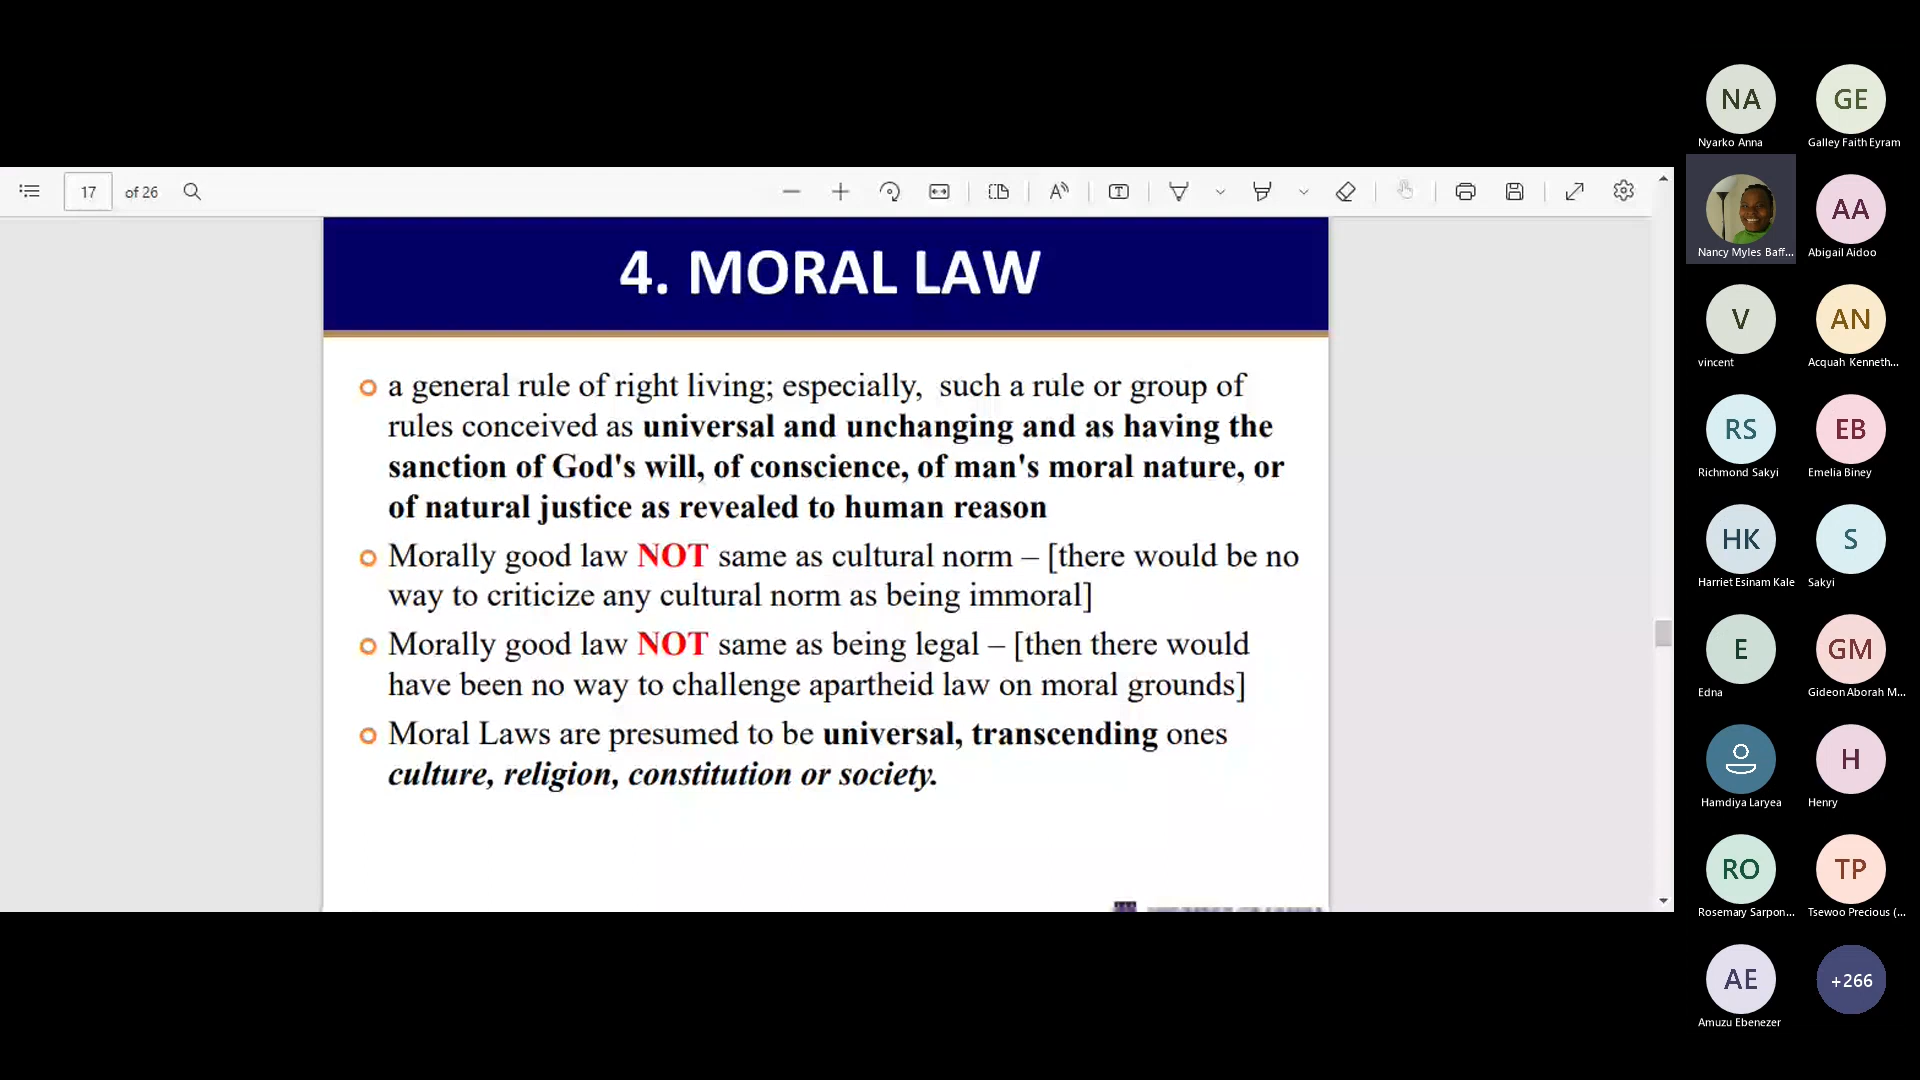 17 of 26
4. MORAL LAW
a general rule of right living; especially, such a rule or group of
rules conceived as universal and unchanging and as having the
sanction of God's will, of conscience, of man's moral nature, or
of natural justice as revealed to human reason
Morally good law NOT same as cultural norm – [there would be no
way to criticize any cultural norm as being immoral]
Morally good law NOT same as being legal – [then there would
have been no way to challenge apartheid law on moral grounds]
Moral Laws are presumed to be universal, transcending ones
culture, religion, constitution or society.
NA GE
Nyarko Anna Galley Faith Eyram
AA
Nancy Myles Baff... Abigail Aidoo
V AN
vincent Acquah Kenneth...
RS EB
Richmond Sakyi Emelia Biney
HK S
Harriet Esinam Kale Sakyi
E GM
Edna Gideon Aborah M...
H
Hamdiya Laryea Henry
RO TP
Rosemary Sarpon... Tsewoo Precious (...
AE +266
Amuzu Ebenezer